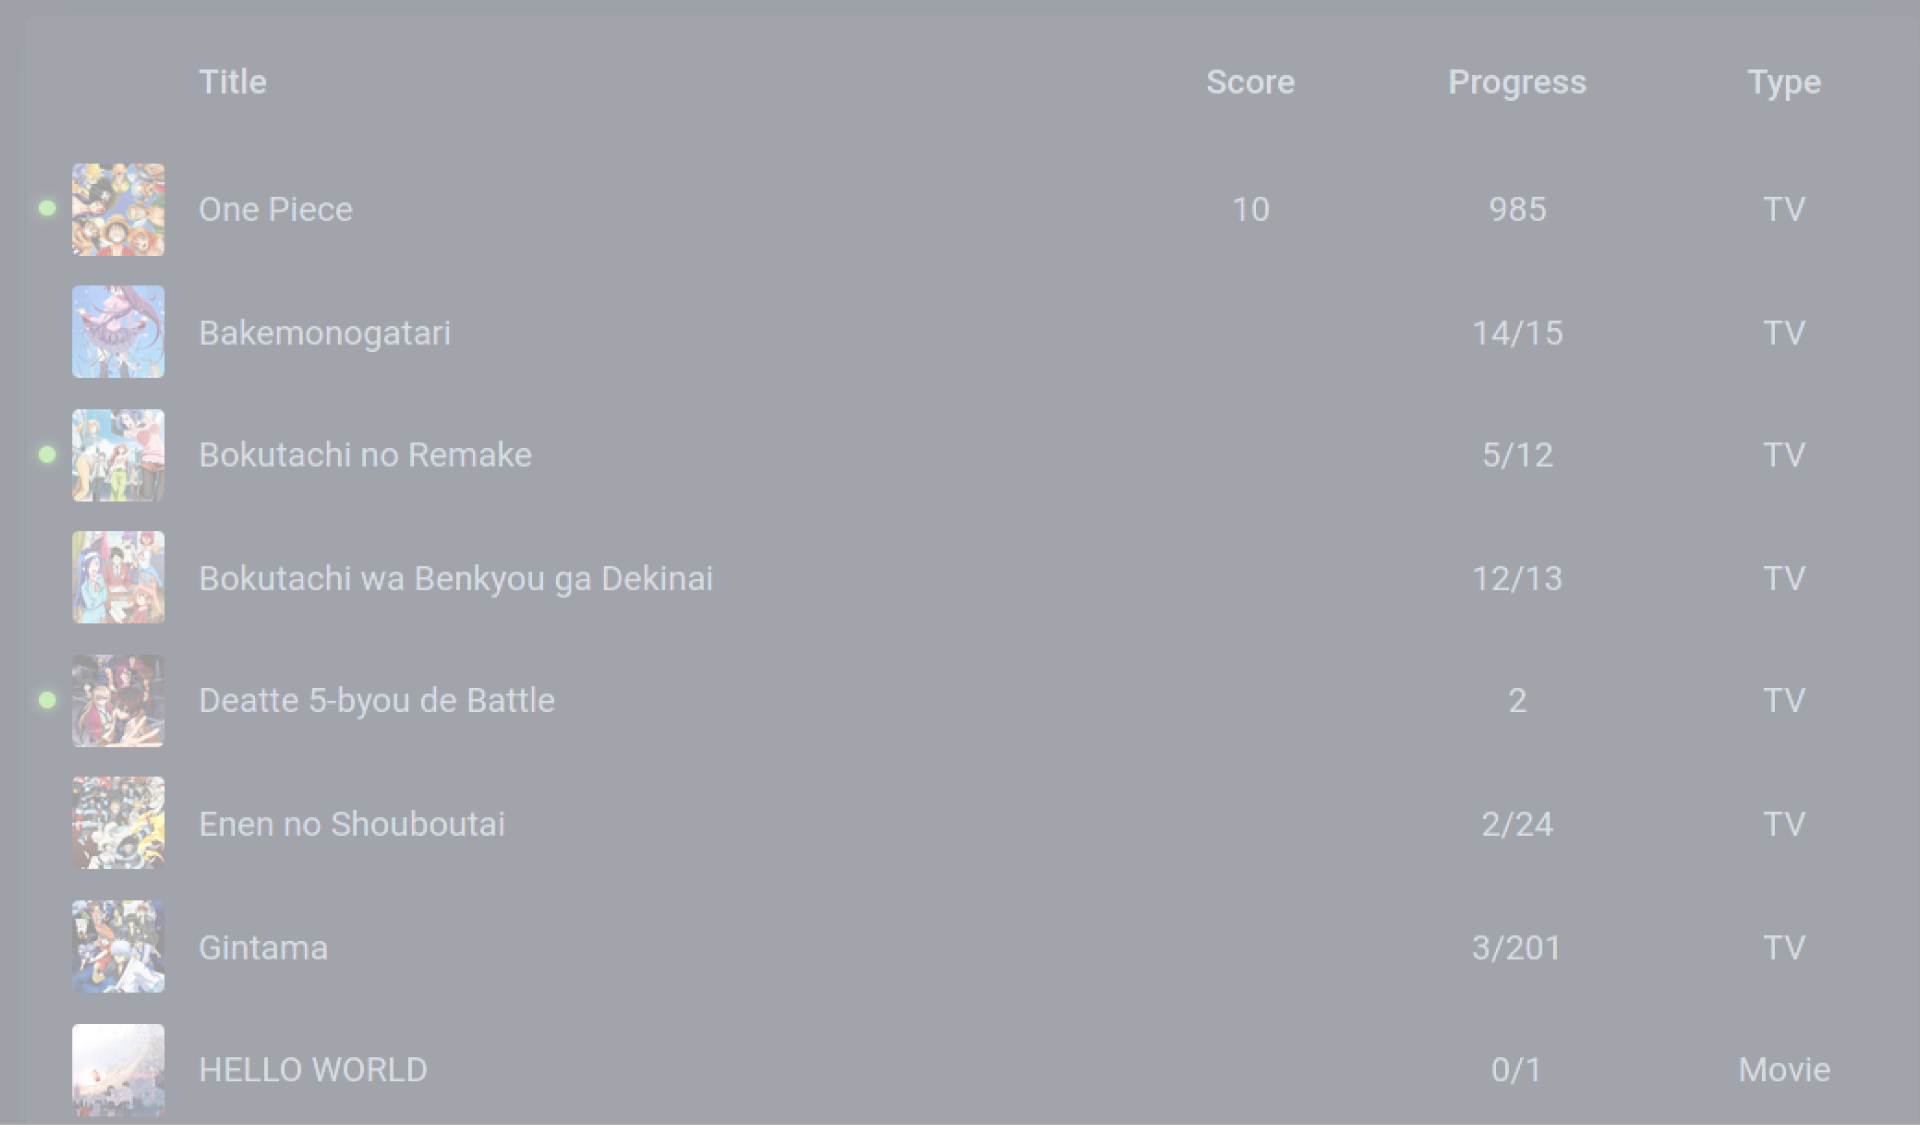 Title Score Progress Type
One Piece 10 985 TV
Bakemonogatari 14/15 TV
Bokutachi no Remake 5/12 TV
Bokutachi wa Benkyou ga Dekinai 12/13 TV
Deatte 5-byou de Battle 2 TV
Enen no Shouboutai 2/24 TV
Gintama 3/201 TV
HELLO WORLD 0/1 Movie